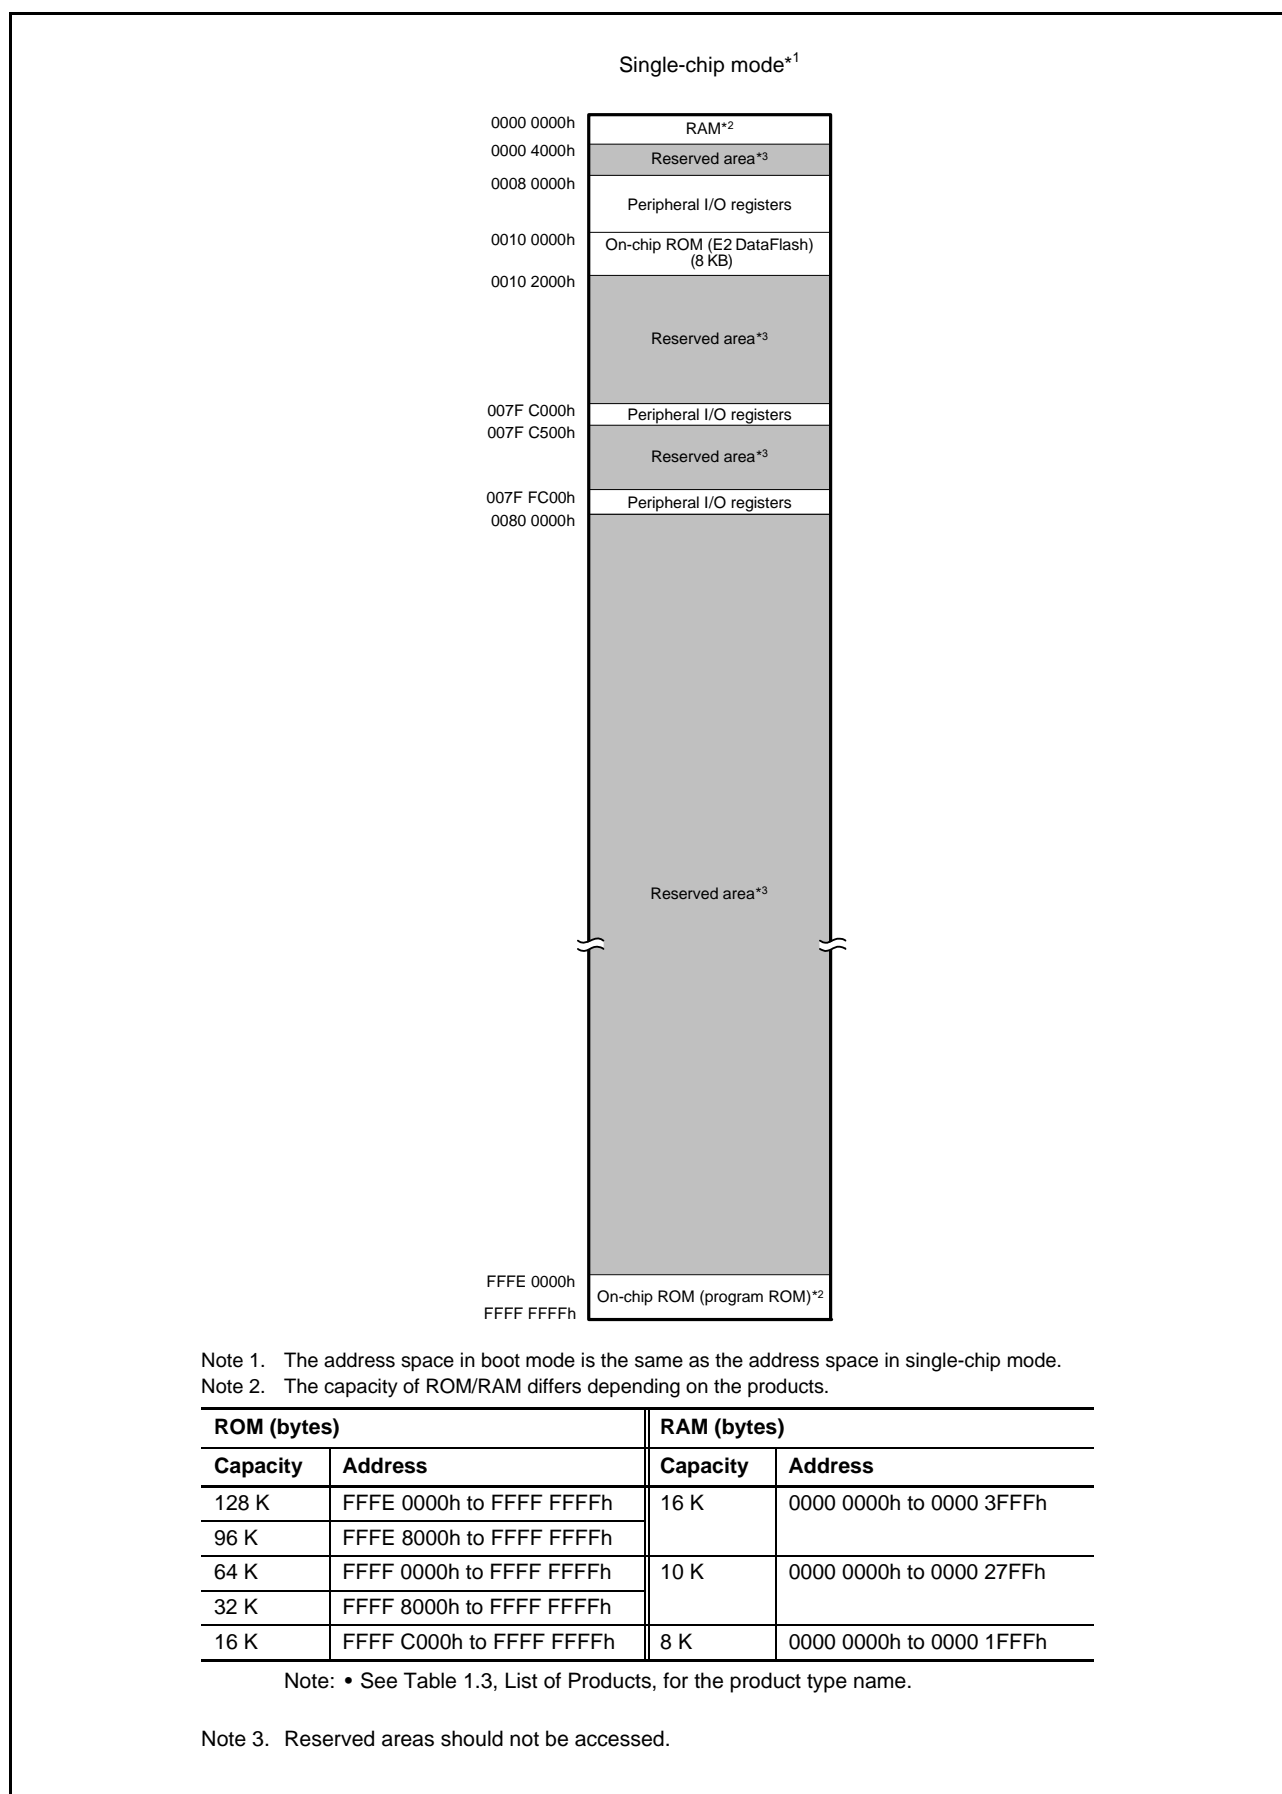 Single-chip mode*1
0000 0000h
RAM*2
0000 4000h
Reserved area*3
0008 0000h
Peripheral I/O registers
0010 0000h
On-chip ROM (E2 DataFlash)
(8 KB)
0010 2000h
Reserved area*3
007F C000h
Peripheral I/O registers
007F C500h
Reserved area*3
007F FC00h
Peripheral I/O registers
0080 0000h
Reserved area*3
FFFE 0000h
On-chip ROM (program ROM)*2
FFFF FFFFh
Note 1. The address space in boot mode is the same as the address space in single-chip mode.
Note 2. The capacity of ROM/RAM differs depending on the products.
ROM (bytes) RAM (bytes)
Capacity Address Capacity Address
128 K FFFE 0000h to FFFF FFFFh 16 K 0000 0000h to 0000 3FFFh
96 K FFFE 8000h to FFFF FFFFh
64 K FFFF 0000h to FFFF FFFFh 10 K 0000 0000h to 0000 27FFh
32 K FFFF 8000h to FFFF FFFFh
16 K FFFF C000h to FFFF FFFFh 8 K 0000 0000h to 0000 1FFFh
Note: • See Table 1.3, List of Products, for the product type name.
Note 3. Reserved areas should not be accessed.